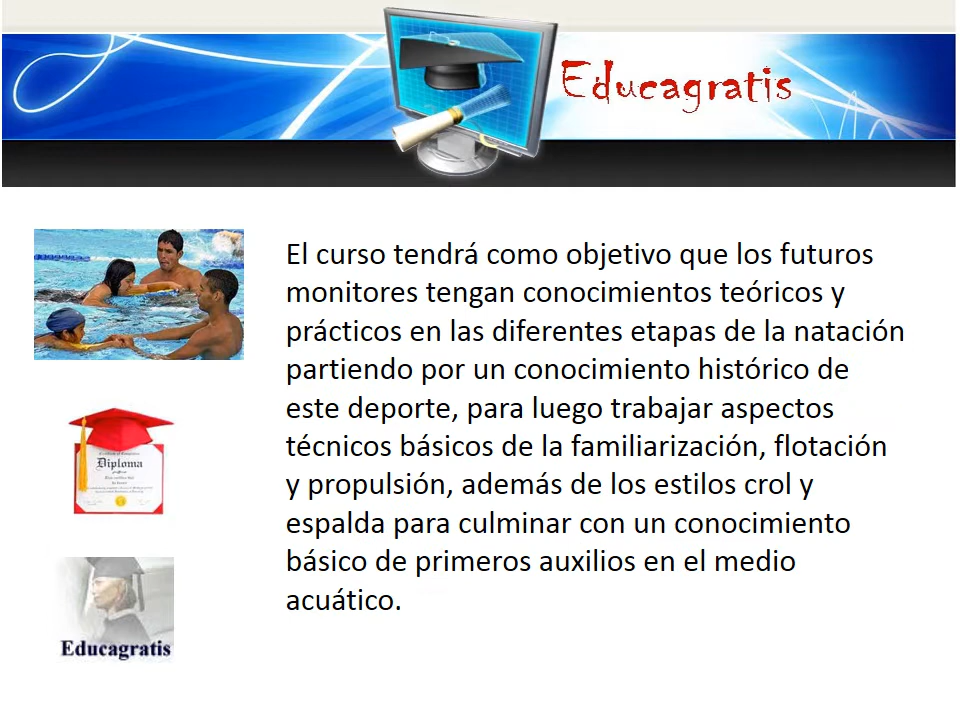 Educagratis
El curso tendrá como objetivo que los futuros
monitores tengan conocimientos teóricos y
prácticos en las diferentes etapas de la natación
partiendo por un conocimiento histórico de
este deporte, para luego trabajar aspectos
técnicos básicos de la familiarización, flotación
y propulsión, además de los estilos crol y
espalda para culminar con un conocimiento
básico de primeros auxilios en el medio
acuático.
Diploma
Educagratis